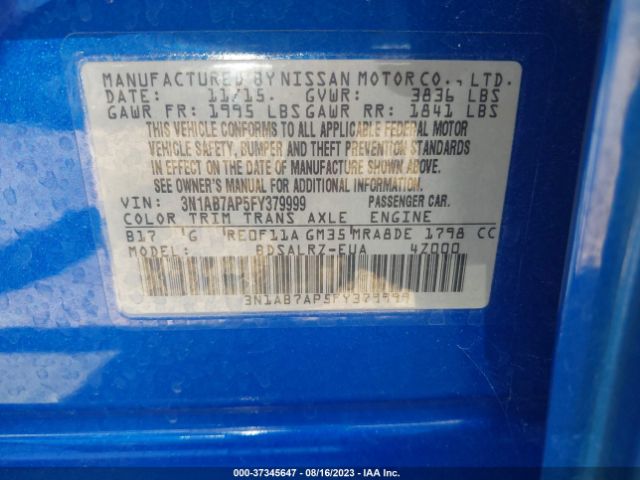 MANUFACTURED BY NISSAN MOTOR CO., LTD.
DATE: 11/15. GVWR: 3836 LBS
GAWR FR: 1995 LBS GAWR RR: 1841 LBS
THIS VEHICLE CONFORMS TO ALL APPLICABLE FEDERAL MOTOR
VEHICLE SAFETY, BUMPER AND THEFT PREVENTION STANDARDS
IN EFFECT ON THE DATE OF MANUFACTURE SHOWN ABOVE.
SEE OWNER'S MANUAL FOR ADDITIONAL INFORMATION.
VIN: 3N1AB7AP5FY379999 PASSENGER CAR.
COLOR TRIM TRANS AXLE ENGINE
B17 G RE0F11A GM35 MRA8DE 1798 CC
MODEL: BDSALRZ-EUA 4Z000
3N1AB7AP5FY379999
Copart
© 37345647 - 08/16/2023 - IAA Inc.